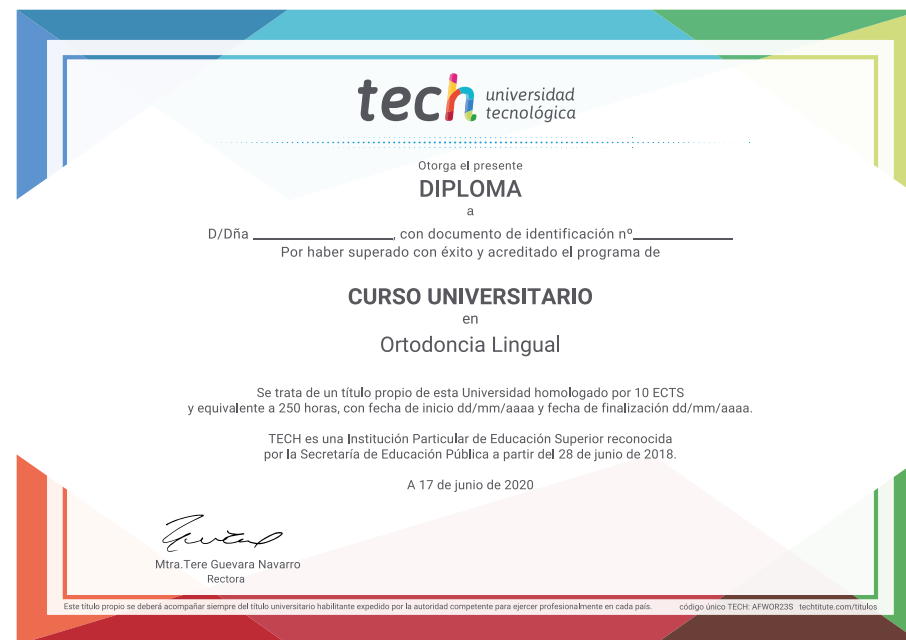 tech universidad
tecnológica
Otorga el presente
DIPLOMA
a
D/Dña ______________, con documento de identificación nº__________
Por haber superado con éxito y acreditado el programa de
CURSO UNIVERSITARIO
en
Ortodoncia Lingual
Se trata de un título propio de esta Universidad homologado por 10 ECTS
y equivalente a 250 horas, con fecha de inicio dd/mm/aaaa y fecha de finalización dd/mm/aaaa.
TECH es una Institución Particular de Educación Superior reconocida
por la Secretaría de Educación Pública a partir del 28 de junio de 2018.
A 17 de junio de 2020
Mtra.Tere Guevara Navarro
Rectora
Este título propio se deberá acompañar siempre del título universitario habilitante expedido por la autoridad competente para ejercer profesionalmente en cada país. código único TECH: AFWOR23S techtitute.com/titulos